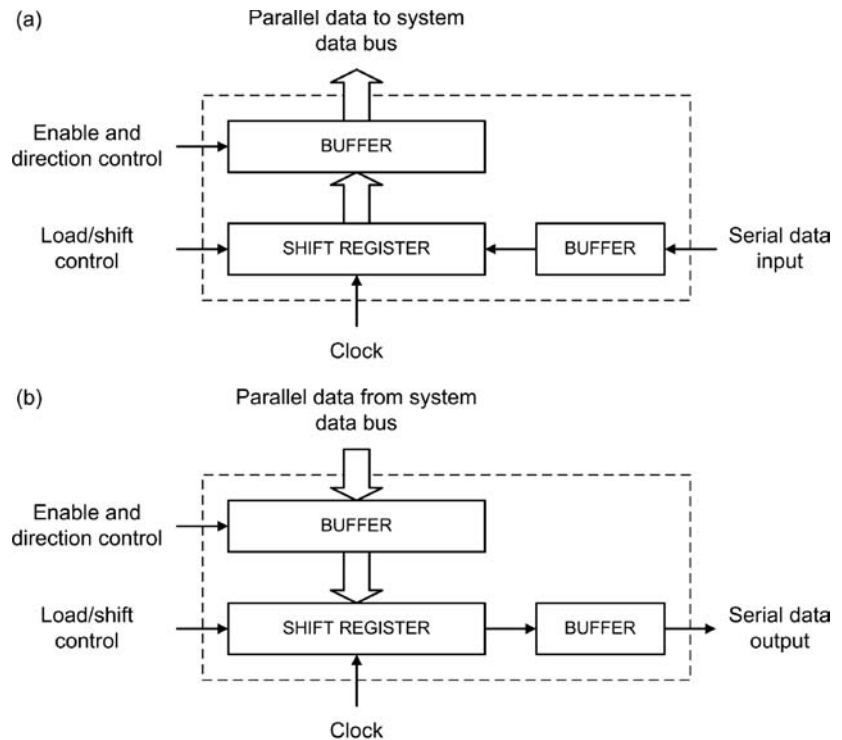 (a)
Parallel data to system
data bus
Enable and
direction control
BUFFER
Load/shift
control
SHIFT REGISTER
BUFFER
Serial data
input
Clock
(b)
Parallel data from system
data bus
Enable and
direction control
BUFFER
Load/shift
control
SHIFT REGISTER
BUFFER
Serial data
output
Clock